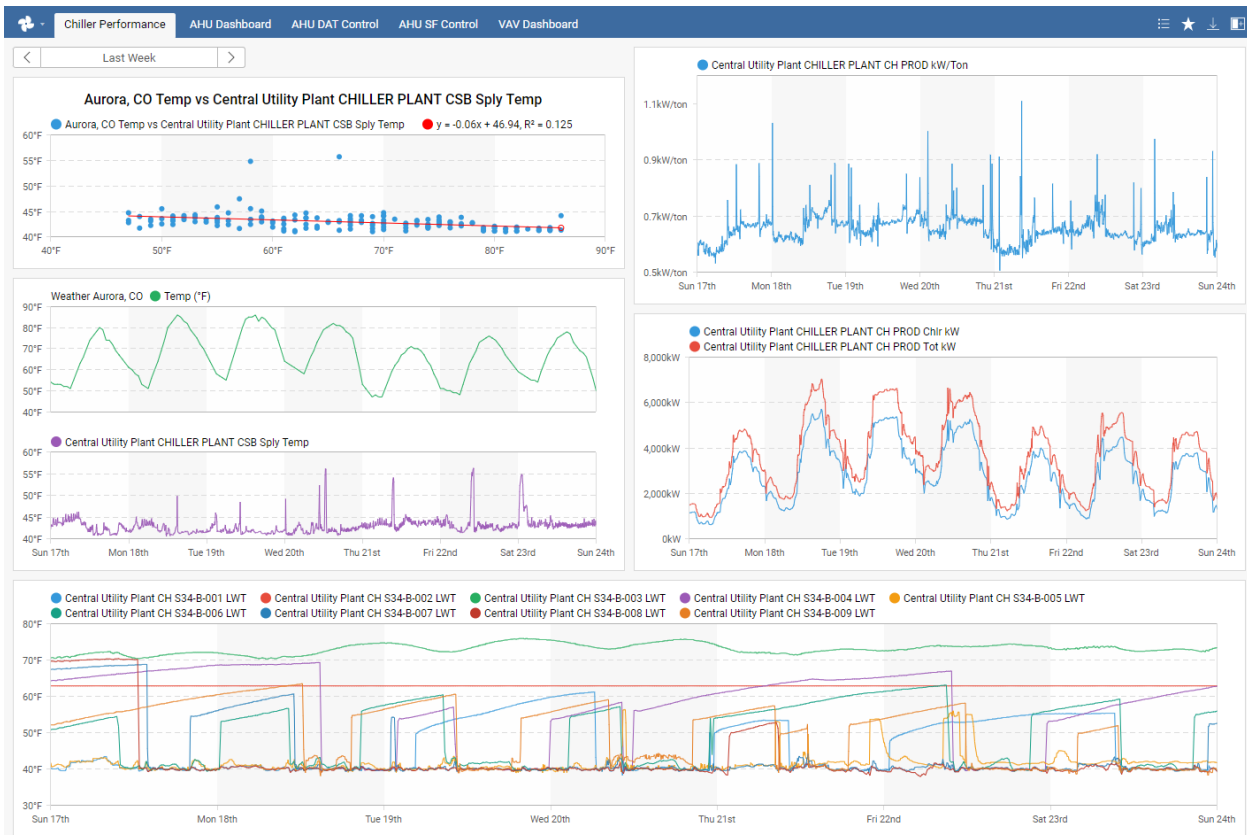 Chiller Performance AHU Dashboard AHU DAT Control AHU SF Control VAV Dashboard
Last Week
Aurora, CO Temp vs Central Utility Plant CHILLER PLANT CSB Sply Temp
Aurora, CO Temp vs Central Utility Plant CHILLER PLANT CSB Sply Temp y = -0.06x + 46.94, R² = 0.125
60°F
55°F
50°F
45°F
40°F
40°F 50°F 60°F 70°F 80°F 90°F
Weather Aurora, CO Temp (°F)
90°F
80°F
70°F
60°F
50°F
40°F
Central Utility Plant CHILLER PLANT CSB Sply Temp
60°F
55°F
50°F
45°F
40°F
Sun 17th Mon 18th Tue 19th Wed 20th Thu 21st Fri 22nd Sat 23rd Sun 24th
Central Utility Plant CHILLER PLANT CH PROD kW/Ton
1.1kW/ton
0.9kW/ton
0.7kW/ton
0.5kW/ton
Sun 17th Mon 18th Tue 19th Wed 20th Thu 21st Fri 22nd Sat 23rd Sun 24th
Central Utility Plant CHILLER PLANT CH PROD Chlr kW
Central Utility Plant CHILLER PLANT CH PROD Tot kW
8,000kW
6,000kW
4,000kW
2,000kW
0kW
Sun 17th Mon 18th Tue 19th Wed 20th Thu 21st Fri 22nd Sat 23rd Sun 24th
Central Utility Plant CH S34-B-001 LWT Central Utility Plant CH S34-B-002 LWT Central Utility Plant CH S34-B-003 LWT Central Utility Plant CH S34-B-004 LWT Central Utility Plant CH S34-B-005 LWT
Central Utility Plant CH S34-B-006 LWT Central Utility Plant CH S34-B-007 LWT Central Utility Plant CH S34-B-008 LWT Central Utility Plant CH S34-B-009 LWT
80°F
70°F
60°F
50°F
40°F
30°F
Sun 17th Mon 18th Tue 19th Wed 20th Thu 21st Fri 22nd Sat 23rd Sun 24th